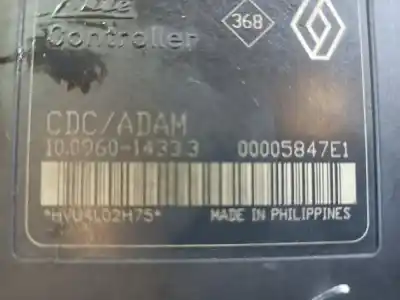 Controller
368
CDC/ADAM
10.0960-1433.3 00005847E1
*HVU4L02H75* MADE IN PHILIPPINES